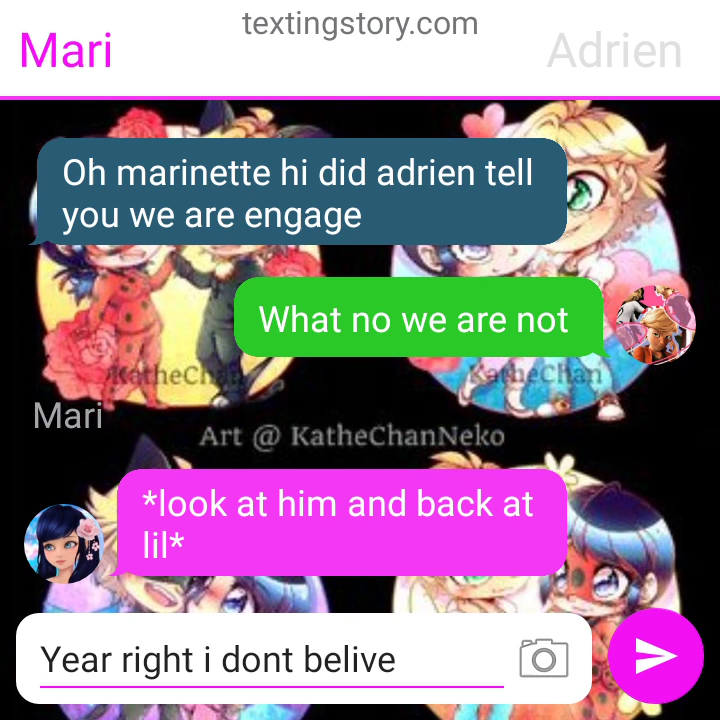 textingstory.com
Mari
Adrien
Oh marinette hi did adrien tell
you we are engage
What no we are not
KatheChan
KatheChan
Mari
Art @ KatheChanNeko
*look at him and back at
lil*
Year right i dont belive